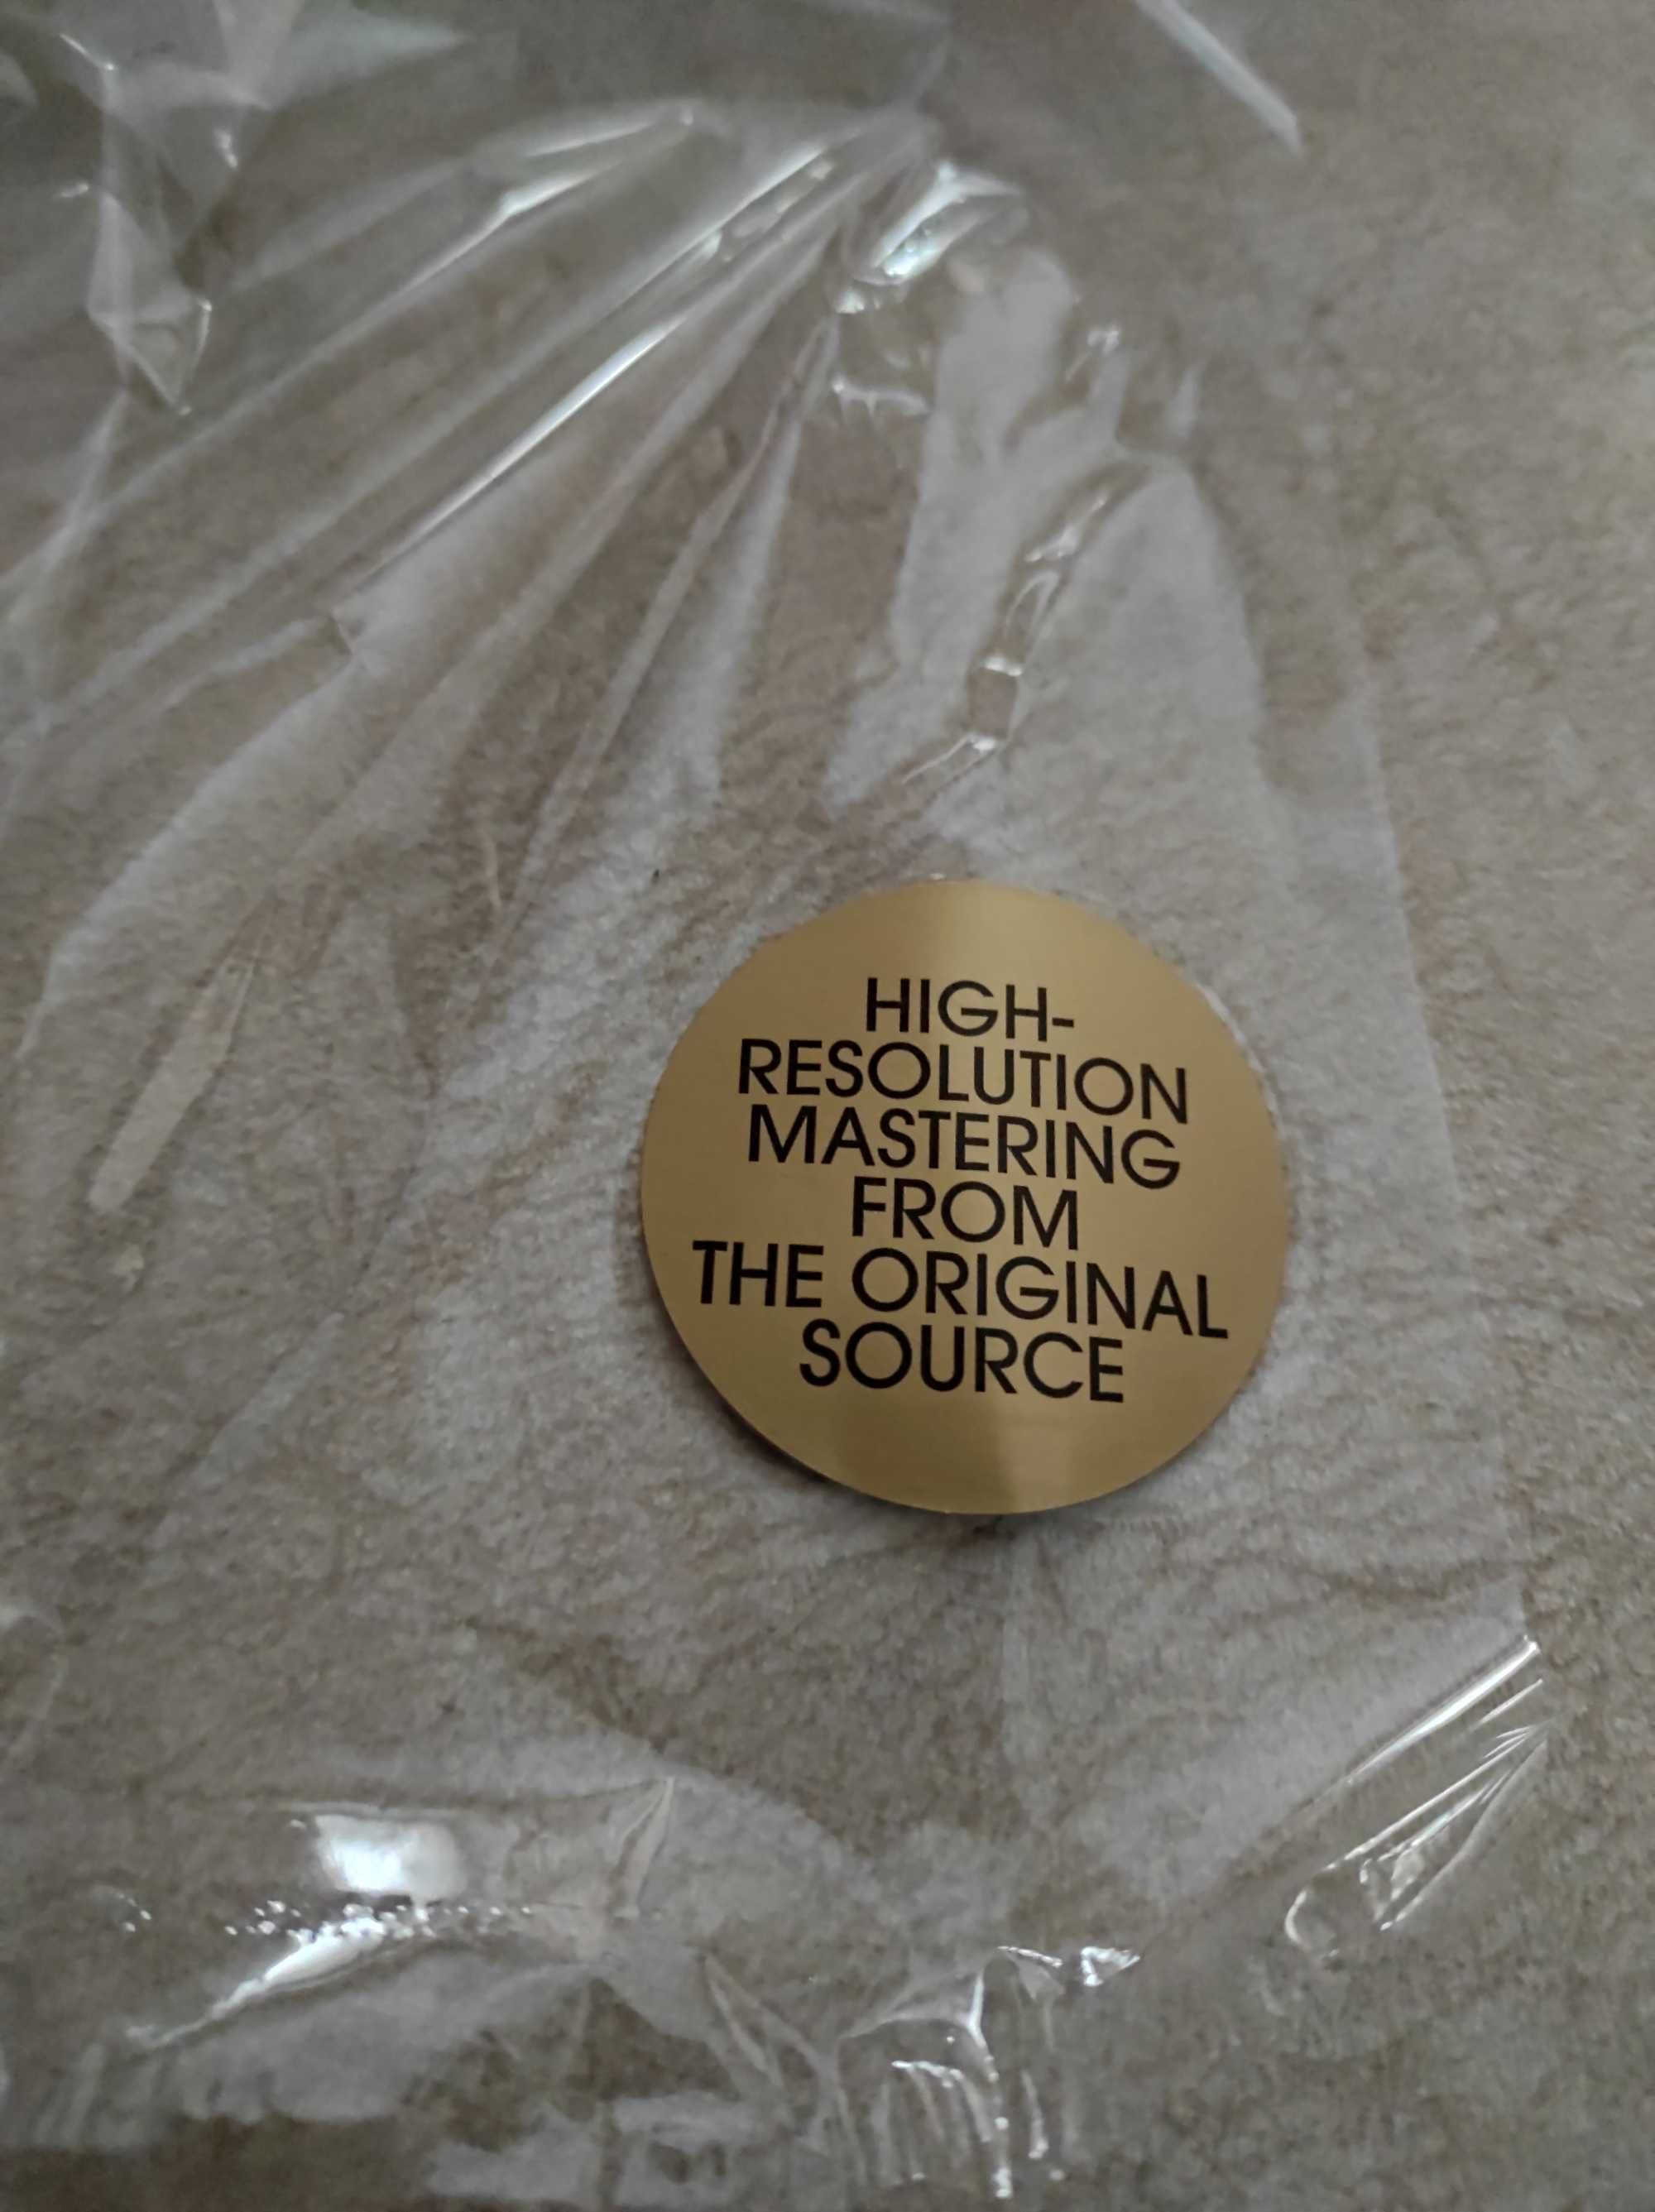 HIGH-
RESOLUTION
MASTERING
FROM
THE ORIGINAL
SOURCE